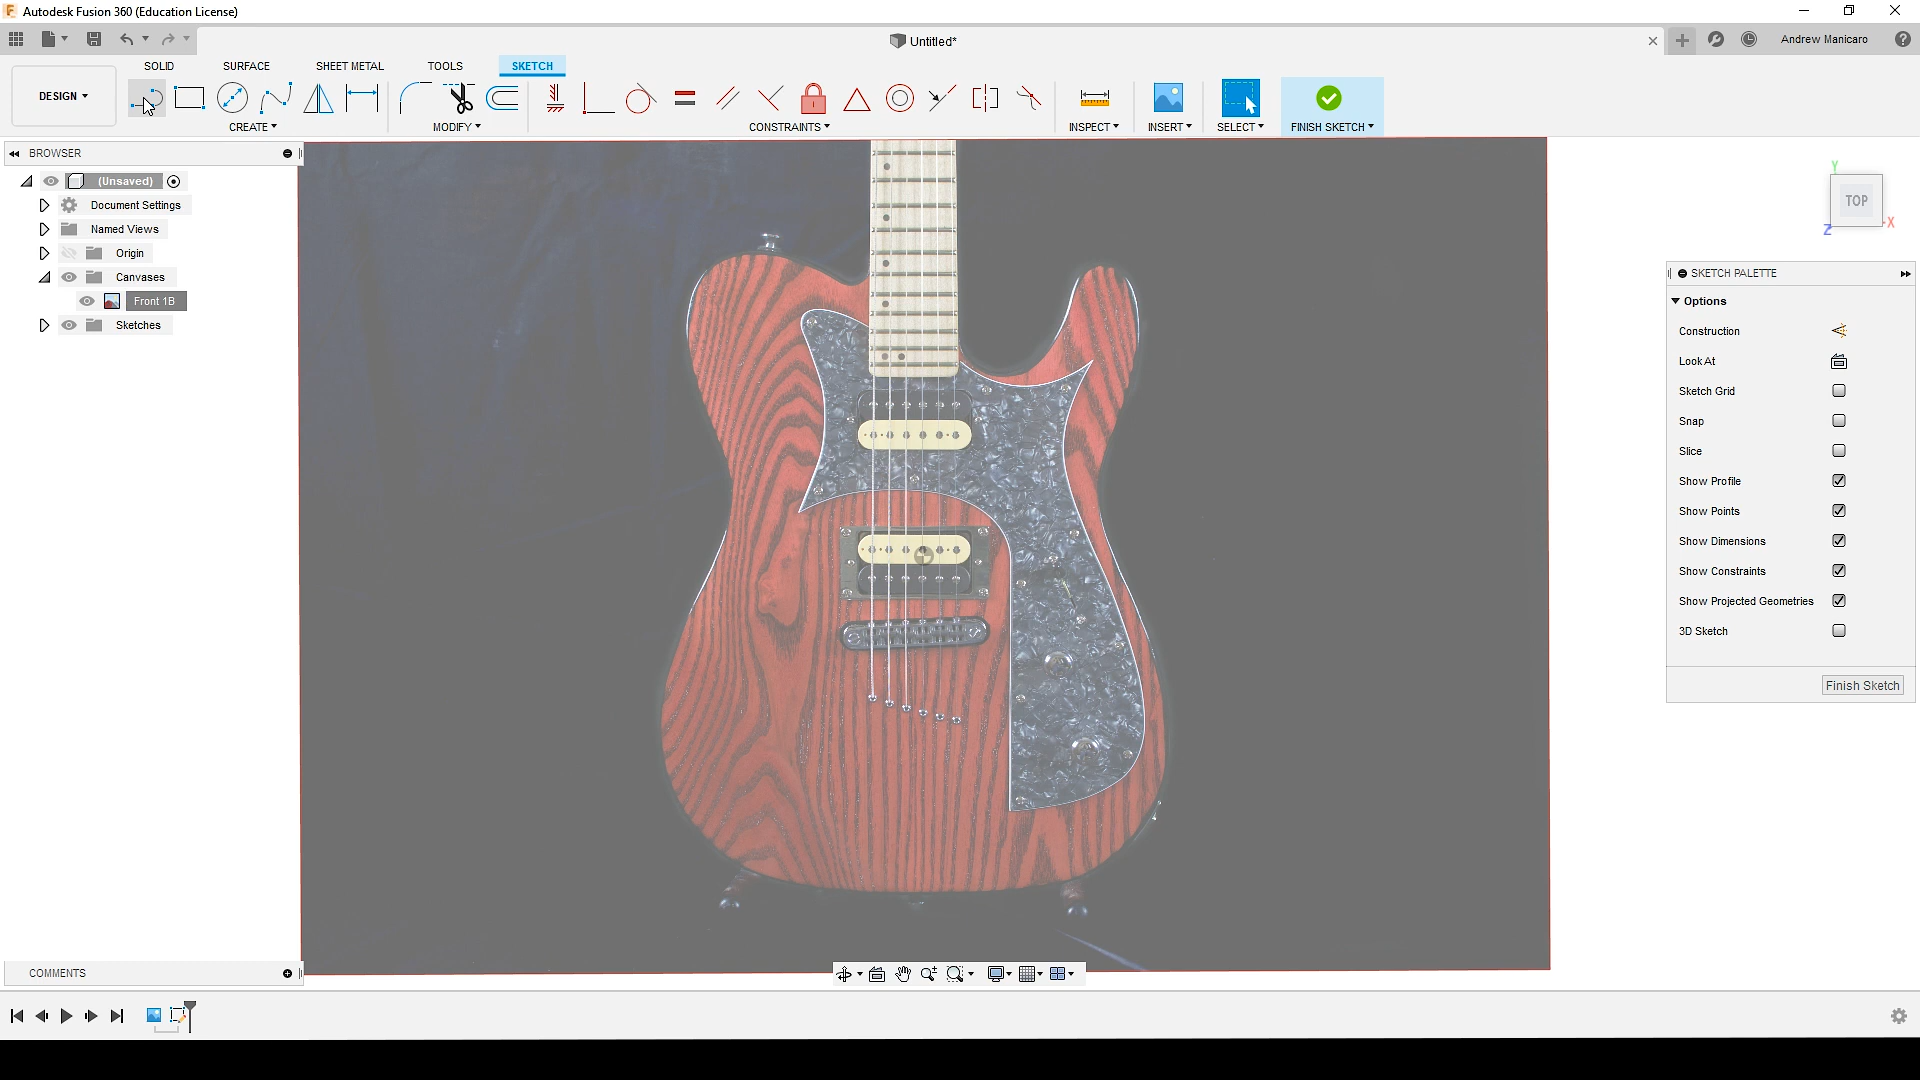 Autodesk Fusion 360 (Education License)
Untitled*
Andrew Manicaro
SOLID SURFACE SHEET METAL TOOLS SKETCH
DESIGN
CREATE MODIFY CONSTRAINTS INSPECT INSERT SELECT FINISH SKETCH
BROWSER
(Unsaved)
Document Settings
Named Views
Origin
Canvases
Front 1B
Sketches
Y
TOP
X
Z
SKETCH PALETTE
Options
Construction
Look At
Sketch Grid
Snap
Slice
Show Profile
Show Points
Show Dimensions
Show Constraints
Show Projected Geometries
3D Sketch
Finish Sketch
COMMENTS